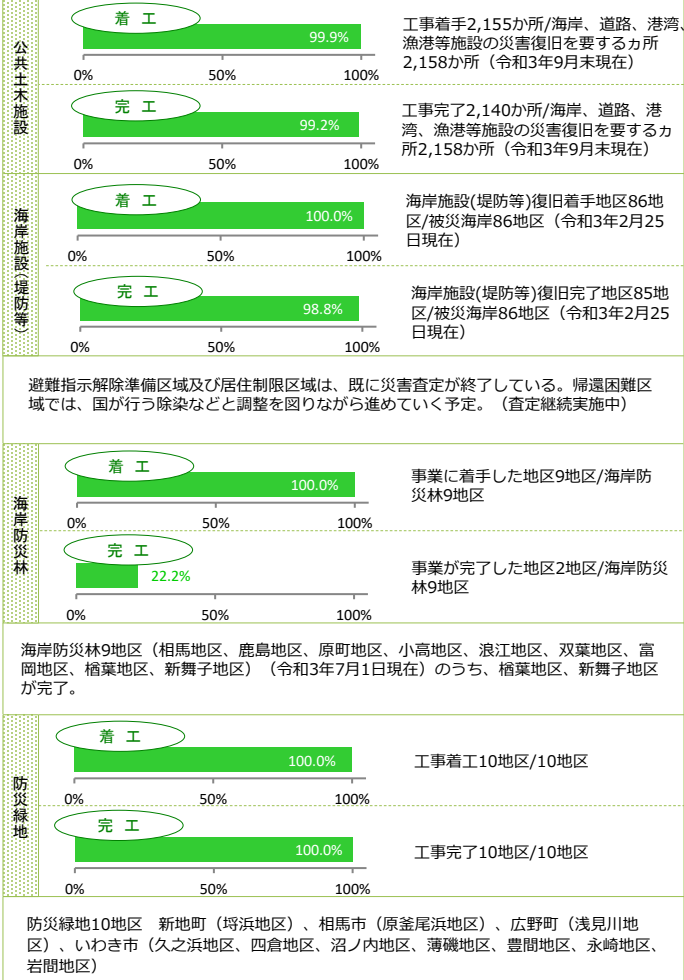 公共土木施設
着 工
99.9%
0% 50% 100%
工事着手2,155か所/海岸、道路、港湾、
漁港等施設の災害復旧を要するヵ所
2,158か所（令和3年9月末現在）
完 工
99.2%
0% 50% 100%
工事完了2,140か所/海岸、道路、港
湾、漁港等施設の災害復旧を要するヵ
所2,158か所（令和3年9月末現在）
海岸施設（堤防等）
着 工
100.0%
0% 50% 100%
海岸施設(堤防等)復旧着手地区86地
区/被災海岸86地区（令和3年2月25
日現在）
完 工
98.8%
0% 50% 100%
海岸施設(堤防等)復旧完了地区85地
区/被災海岸86地区（令和3年2月25
日現在）
避難指示解除準備区域及び居住制限区域は、既に災害査定が終了している。帰還困難区
域では、国が行う除染などと調整を図りながら進めていく予定。（査定継続実施中）
海岸防災林
着 工
100.0%
0% 50% 100%
事業に着手した地区9地区/海岸防
災林9地区
完 工
22.2%
0% 50% 100%
事業が完了した地区2地区/海岸防災
林9地区
海岸防災林9地区（相馬地区、鹿島地区、原町地区、小高地区、浪江地区、双葉地区、富
岡地区、楢葉地区、新舞子地区）（令和3年7月1日現在）のうち、楢葉地区、新舞子地区
が完了。
防災緑地
着 工
100.0%
0% 50% 100%
工事着工10地区/10地区
完 工
100.0%
0% 50% 100%
工事完了10地区/10地区
防災緑地10地区　新地町（埒浜地区）、相馬市（原釜尾浜地区）、広野町（浅見川地
区）、いわき市（久之浜地区、四倉地区、沼ノ内地区、薄磯地区、豊間地区、永崎地区、
岩間地区）